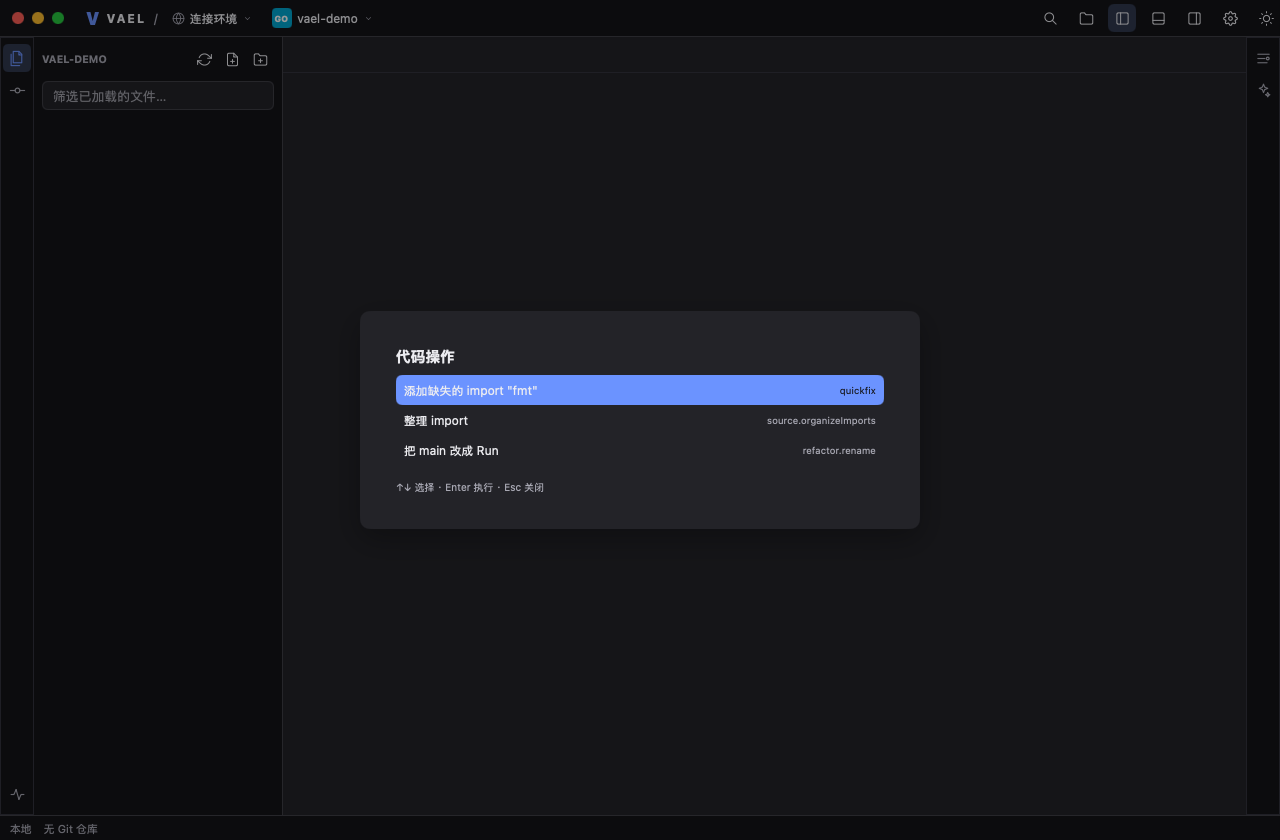 VAEL / 连接环境 GO vael-demo
VAEL-DEMO
筛选已加载的文件...
代码操作
添加缺失的 import "fmt" quickfix
整理 import source.organizeImports
把 main 改成 Run refactor.rename
↑↓ 选择 · Enter 执行 · Esc 关闭
本地 无 Git 仓库